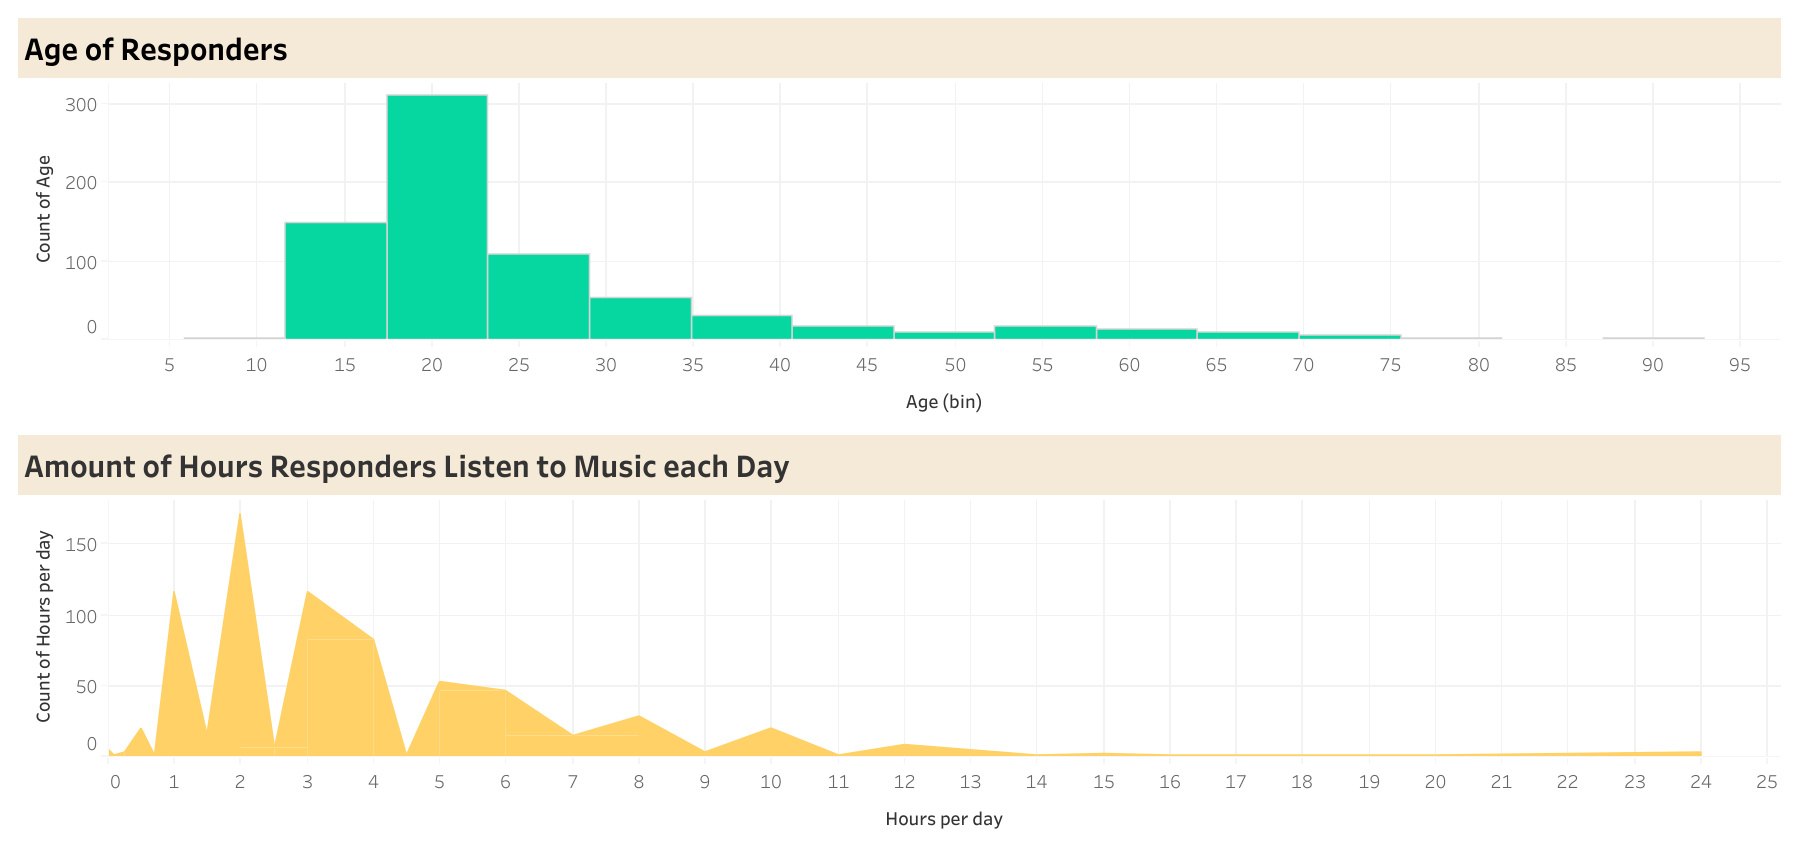 Age of Responders
300
200
100
0
Count of Age
5 10 15 20 25 30 35 40 45 50 55 60 65 70 75 80 85 90 95
Age (bin)
Amount of Hours Responders Listen to Music each Day
150
100
50
0
Count of Hours per day
0 1 2 3 4 5 6 7 8 9 10 11 12 13 14 15 16 17 18 19 20 21 22 23 24 25
Hours per day